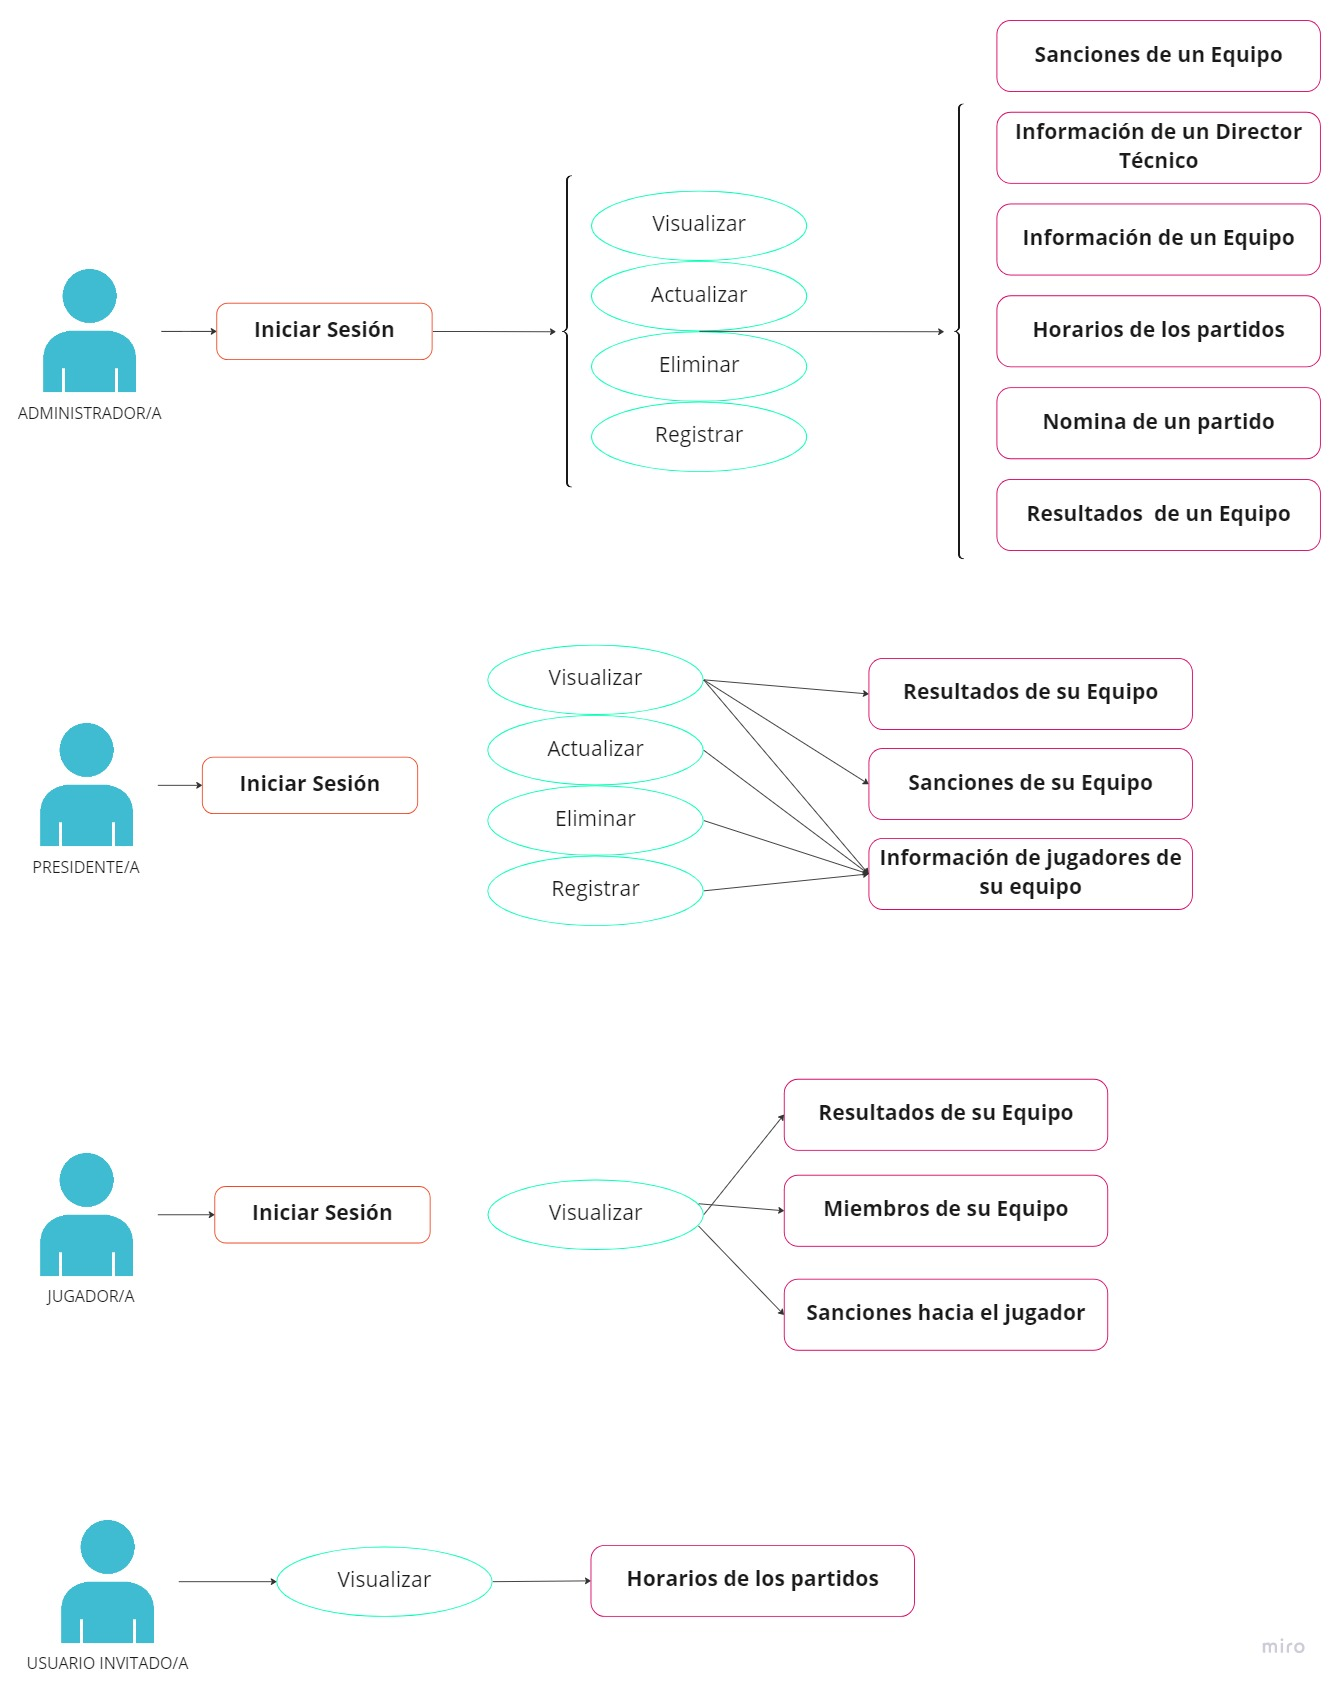 Sanciones de un Equipo
Información de un Director
Técnico
Información de un Equipo
Horarios de los partidos
Nomina de un partido
Resultados  de un Equipo
Visualizar
Actualizar
Eliminar
Registrar
Iniciar Sesión
ADMINISTRADOR/A
Visualizar
Actualizar
Eliminar
Registrar
Resultados de su Equipo
Sanciones de su Equipo
Información de jugadores de
su equipo
Iniciar Sesión
PRESIDENTE/A
Resultados de su Equipo
Miembros de su Equipo
Sanciones hacia el jugador
Visualizar
Iniciar Sesión
JUGADOR/A
Visualizar
Horarios de los partidos
USUARIO INVITADO/A
miro